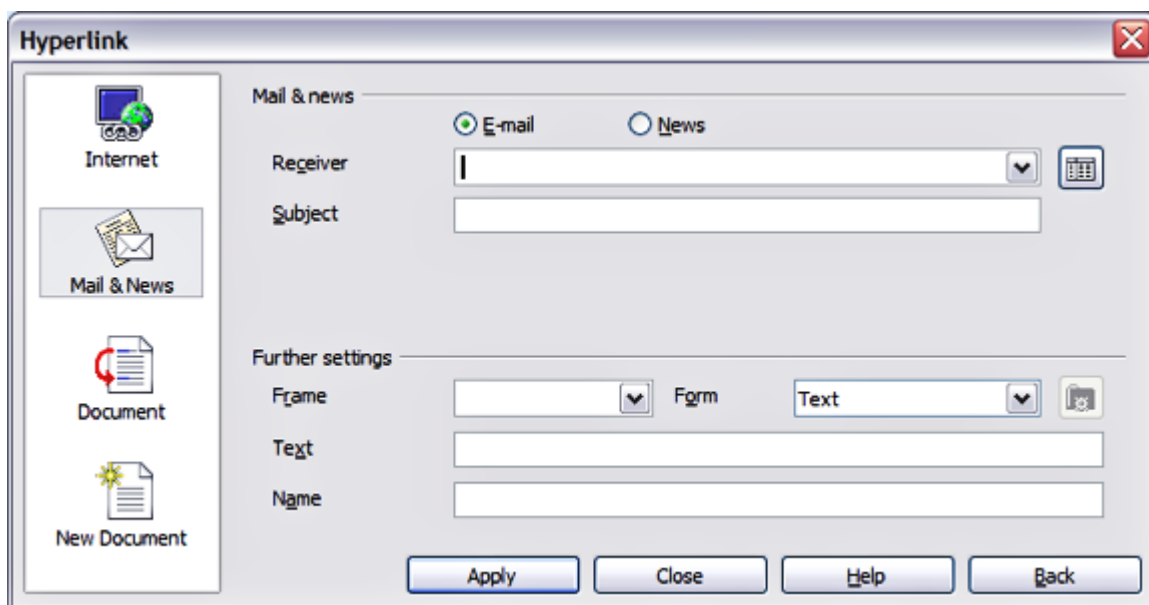 Hyperlink
Internet
Mail & News
Document
New Document
Mail & news
E-mail News
Receiver
Subject
Further settings
Frame Form Text
Text
Name
Apply Close Help Back